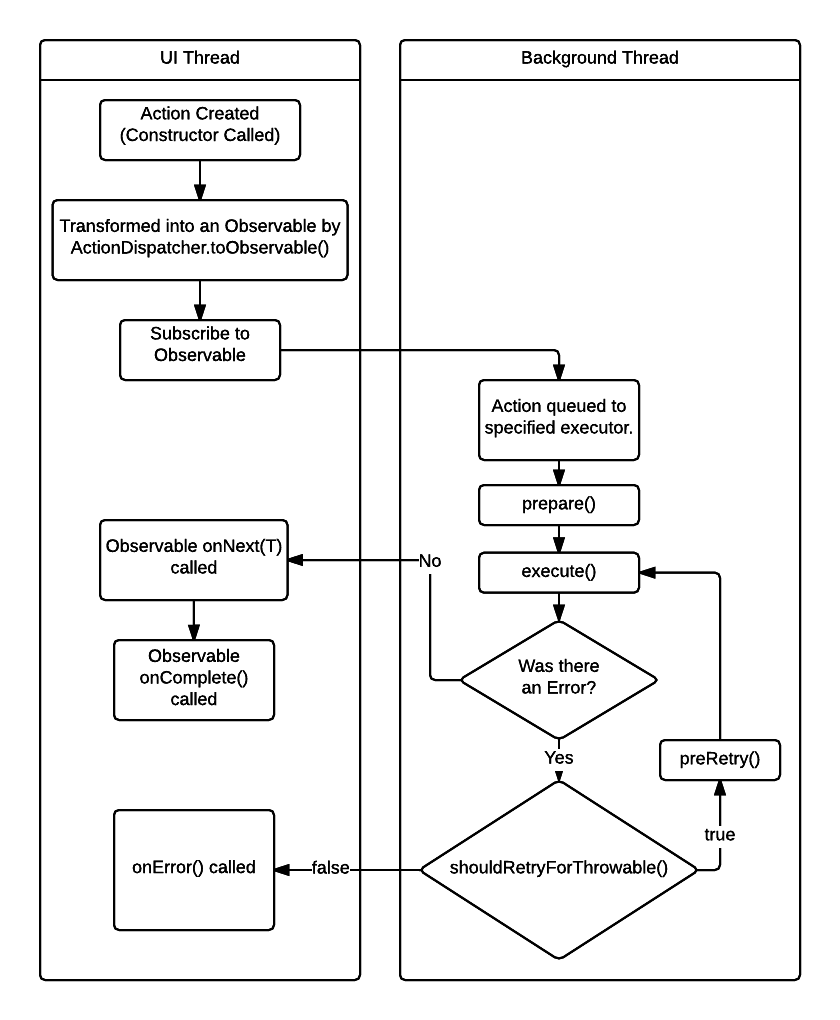 UI Thread
Background Thread
Action Created
(Constructor Called)
Transformed into an Observable by
ActionDispatcher.toObservable()
Subscribe to
Observable
Action queued to
specified executor.
prepare()
Observable onNext(T)
called
No
execute()
Observable
onComplete()
called
Was there
an Error?
Yes
preRetry()
true
onError() called
false
shouldRetryForThrowable()